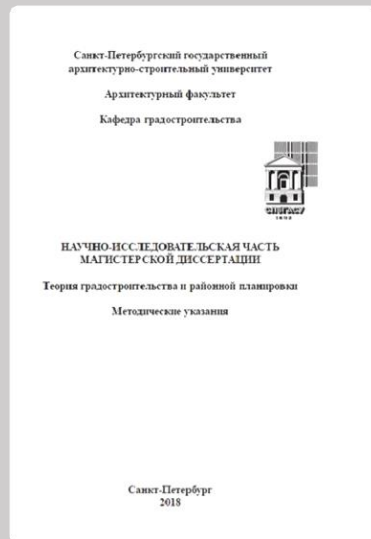 Санкт-Петербургский государственный
архитектурно-строительный университет
Архитектурный факультет
Кафедра градостроительства
СПбГАСУ
НАУЧНО-ИССЛЕДОВАТЕЛЬСКАЯ ЧАСТЬ
МАГИСТЕРСКОЙ ДИССЕРТАЦИИ
Теория градостроительства и районной планировки
Методические указания
Санкт-Петербург
2018